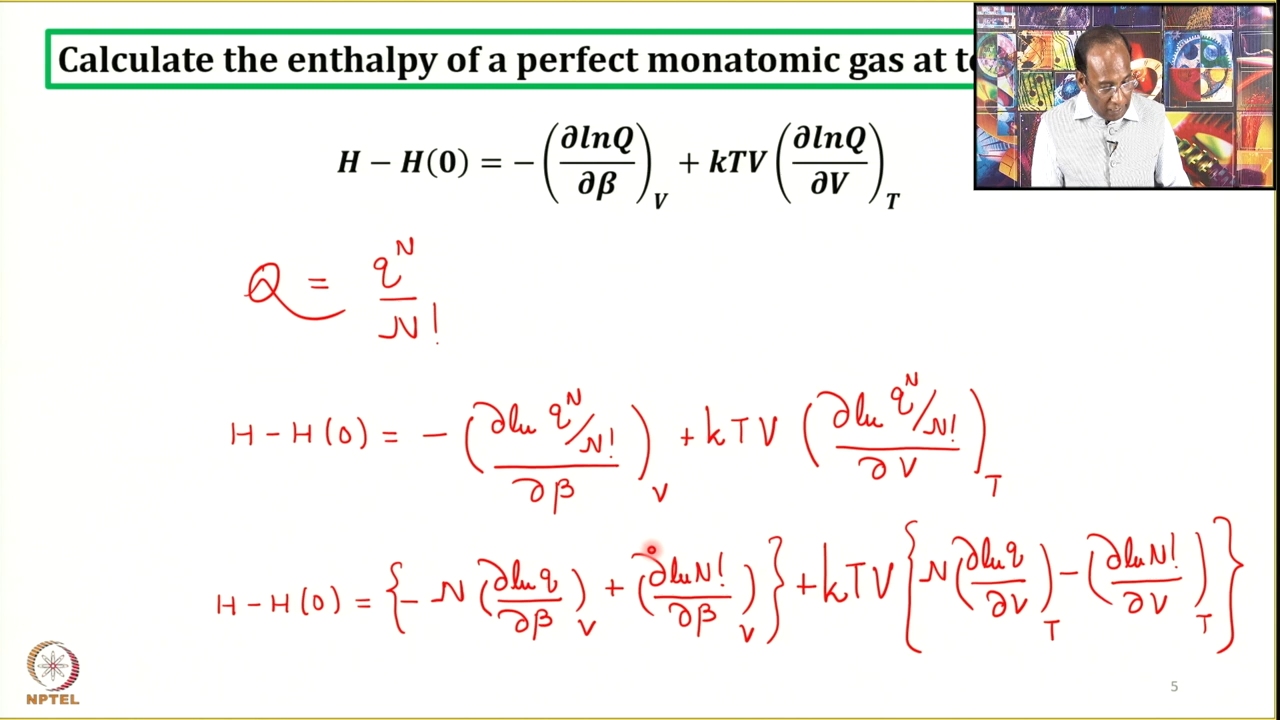 Calculate the enthalpy of a perfect monatomic gas at
H − H(0) = −(∂lnQ/∂β)_V + kTV(∂lnQ/∂V)_T
Q = q^N/N!
H − H(0) = −(∂ln q^N/N!/∂β)_V + kTV(∂ln q^N/N!/∂V)_T
H − H(0) = {−N(∂ln q/∂β)_V + (∂ln N!/∂β)_V} + kTV{N(∂ln q/∂V)_T − (∂ln N!/∂V)_T}
NPTEL
5